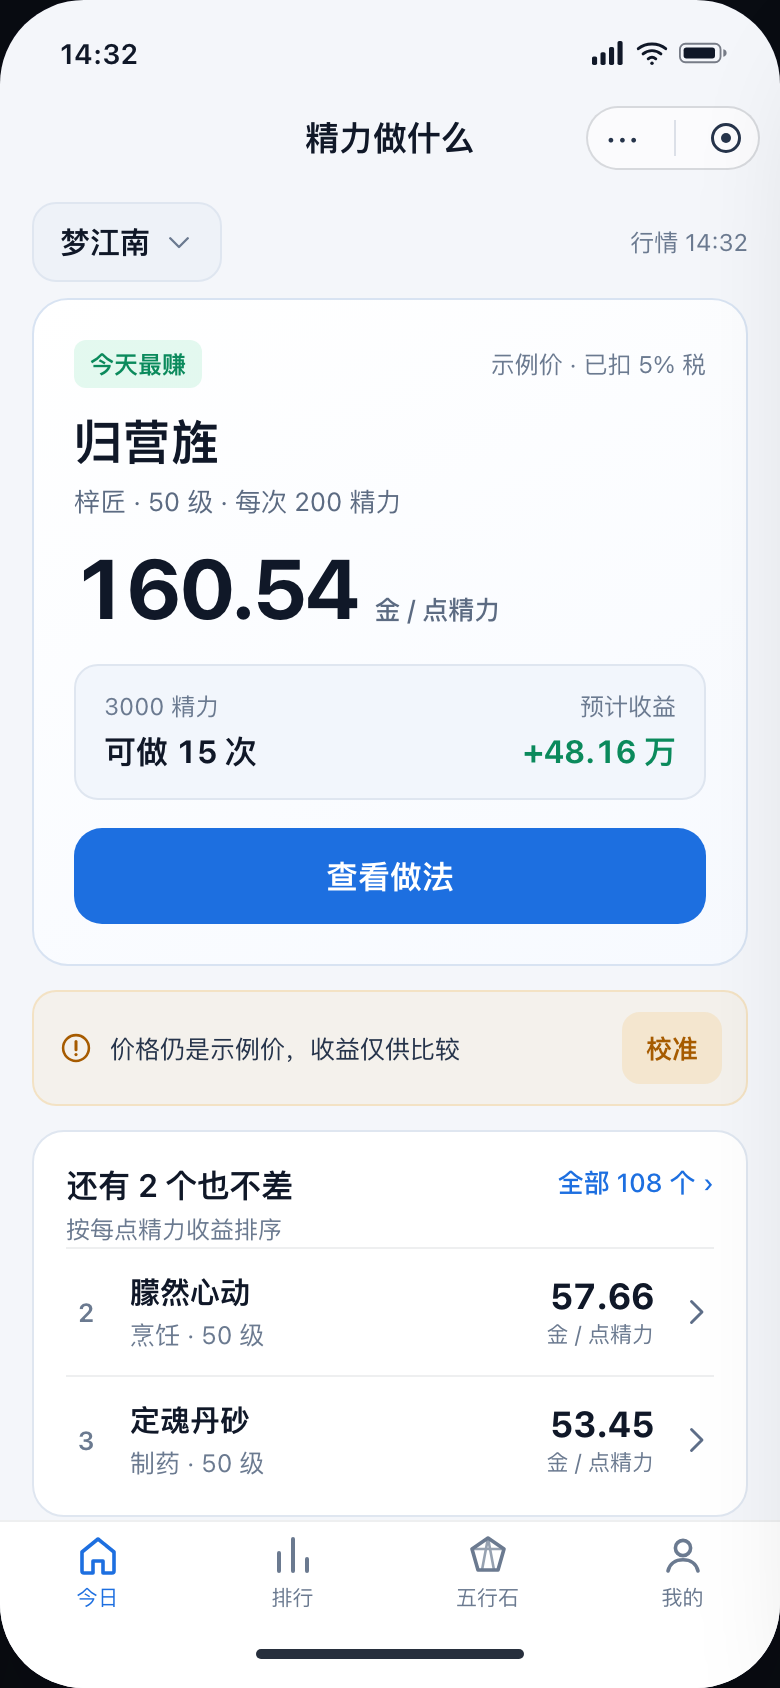 14:32
精力做什么
梦江南
行情 14:32
今天最赚
示例价 · 已扣 5% 税
归营旌
梓匠 · 50 级 · 每次 200 精力
160.54 金 / 点精力
3000 精力
预计收益
可做 15 次
+48.16 万
查看做法
价格仍是示例价，收益仅供比较
校准
还有 2 个也不差
全部 108 个 ›
按每点精力收益排序
2
朦然心动
烹饪 · 50 级
57.66
金 / 点精力
3
定魂丹砂
制药 · 50 级
53.45
金 / 点精力
今日
排行
五行石
我的